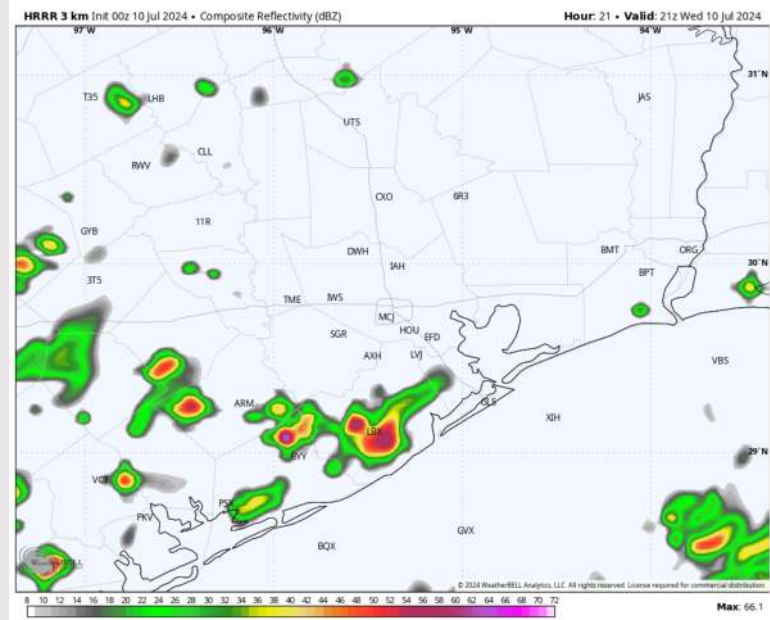 HRRR 3 km Init 00z 10 Jul 2024 • Composite Reflectivity (dBZ) Hour: 21 • Valid: 21z Wed 10 Jul 2024
97°W 96°W 95°W 94°W
31°N
T35 LHB JAS
UTS
CLL
RWV
CXO 6R3
11R
GYB
DWH BMT ORG
30°N
IAH
BPT
3T5
TME IWS
MCJ
HOU
SGR EFD
AXH LVJ
VBS
ARM GLS
XIH
LBX
29°N
BYY
VCT
PSX
PKV
GVX
BQX
WeatherBELL
© 2024 WeatherBELL Analytics, LLC. All rights reserved. License required for commercial distribution.
8 10 12 14 16 18 20 22 24 26 28 30 32 34 36 38 40 42 44 46 48 50 52 54 56 58 60 62 64 66 68 70 72 Max: 66.1